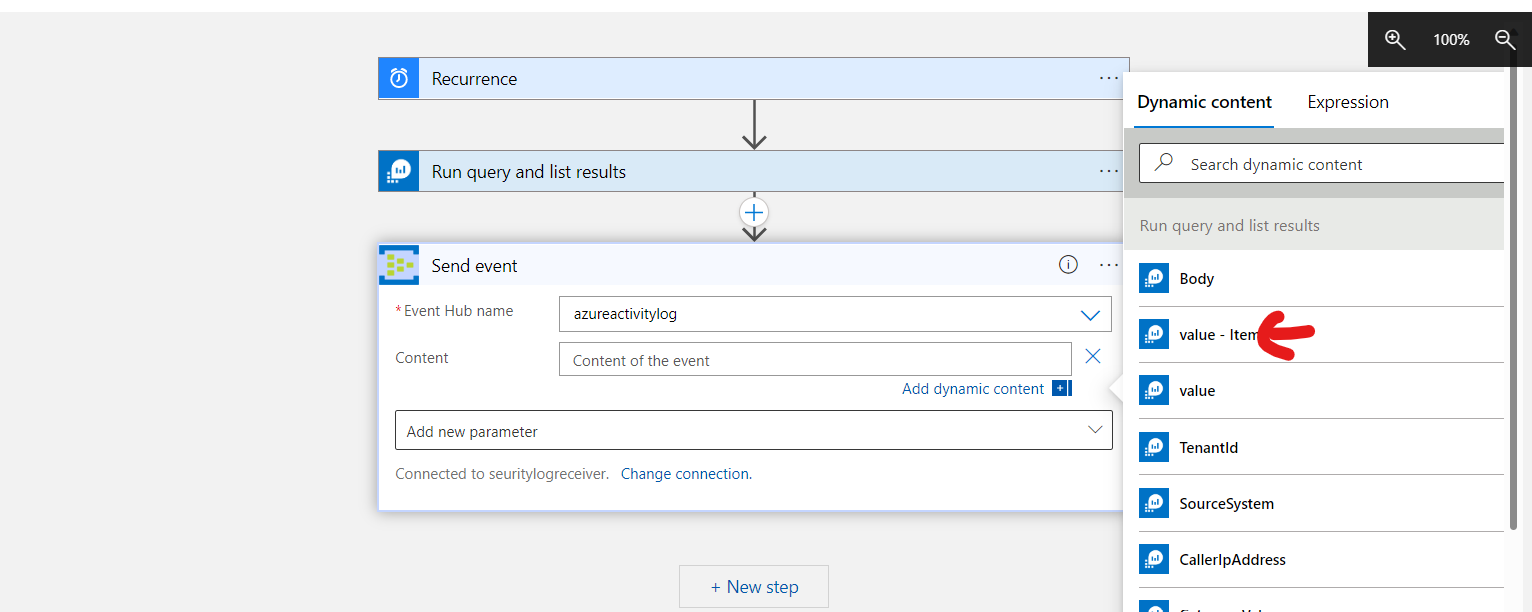 100%
Recurrence
Dynamic content
Expression
Search dynamic content
Run query and list results
Run query and list results
Send event
Body
* Event Hub name
azureactivitylog
value - Item
Content
Content of the event
Add dynamic content
value
Add new parameter
TenantId
Connected to seuritylogreceiver. Change connection.
SourceSystem
CallerIpAddress
+ New step